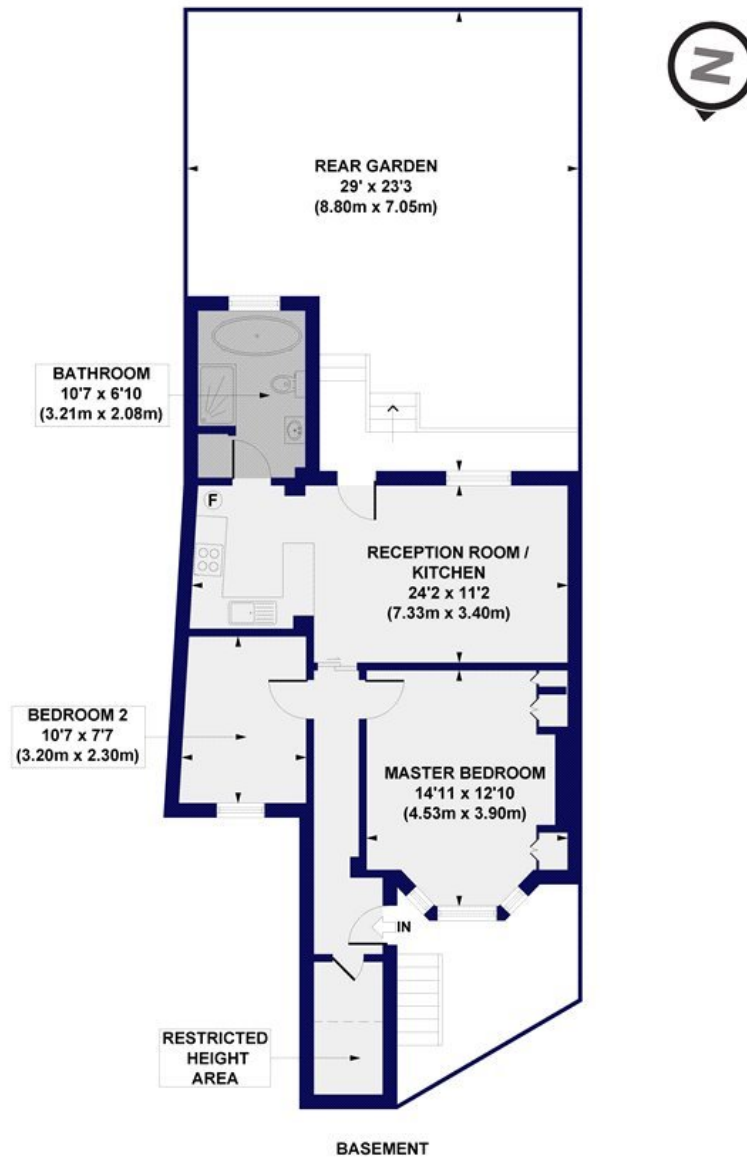 N
REAR GARDEN
29' x 23'3
(8.80m x 7.05m)
BATHROOM
10'7 x 6'10
(3.21m x 2.08m)
F
RECEPTION ROOM /
KITCHEN
24'2 x 11'2
(7.33m x 3.40m)
BEDROOM 2
10'7 x 7'7
(3.20m x 2.30m)
MASTER BEDROOM
14'11 x 12'10
(4.53m x 3.90m)
IN
RESTRICTED
HEIGHT
AREA
BASEMENT